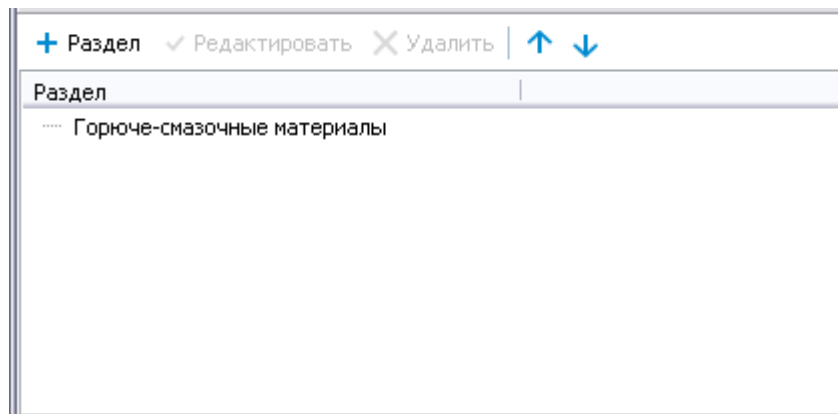 Раздел Редактировать Удалить
Раздел
Горюче-смазочные материалы